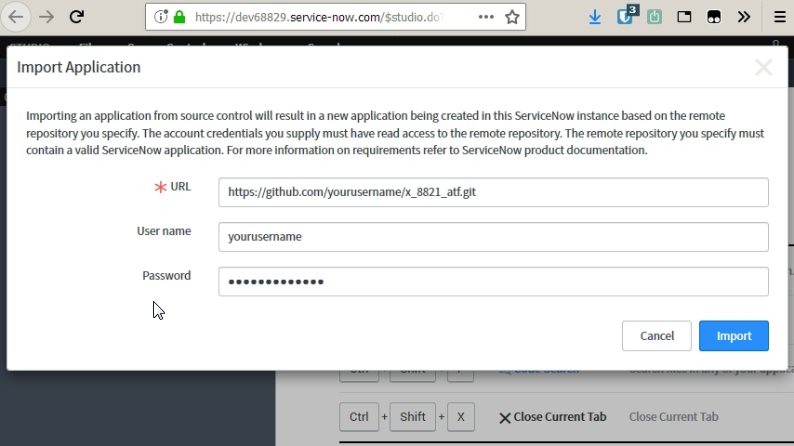 https://dev68829.service-now.com/$studio.do?
3
Import Application
Importing an application from source control will result in a new application being created in this ServiceNow instance based on the remote
repository you specify. The account credentials you supply must have read access to the remote repository. The remote repository you specify must
contain a valid ServiceNow application. For more information on requirements refer to ServiceNow product documentation.
URL
https://github.com/yourusername/x_8821_atf.git
User name
yourusername
Password
Cancel
Import
Ctrl + Shift + X Close Current Tab Close Current Tab